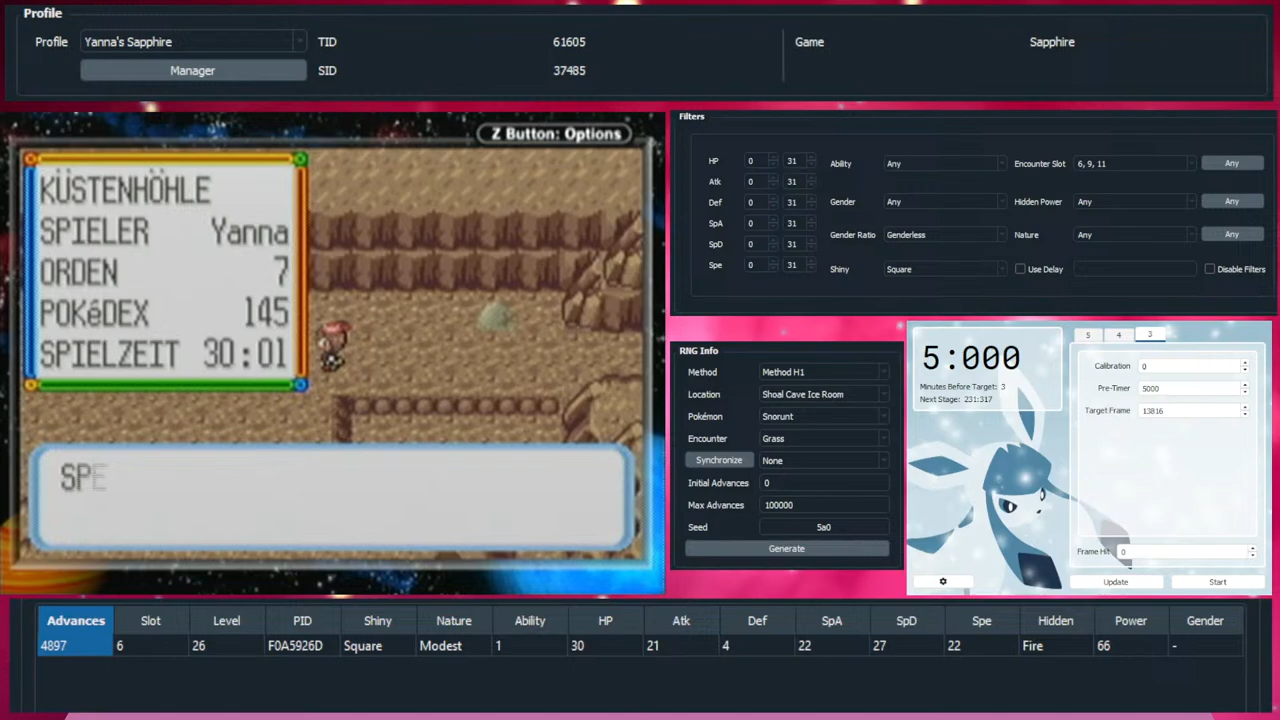 Profile
Profile Yanna's Sapphire TID 61605 Game Sapphire
Manager SID 37485
Z Button: Options
KÜSTENHÖHLE
SPIELER Yanna
ORDEN 7
POKéDEX 145
SPIELZEIT 30:01
SPE
Filters
HP 0 31 Ability Any Encounter Slot 6, 9, 11 Any
Atk 0 31
Def 0 31 Gender Any Hidden Power Any Any
SpA 0 31
SpD 0 31 Gender Ratio Genderless Nature Any Any
Spe 0 31 Shiny Square Use Delay Disable Filters
RNG Info
Method Method H1
Location Shoal Cave Ice Room
Pokémon Snorunt
Encounter Grass
Synchronize None
Initial Advances 0
Max Advances 100000
Seed 5a0
Generate
5:000
Minutes Before Target: 3
Next Stage: 231:317
5 4 3
Calibration 0
Pre-Timer 5000
Target Frame 13816
Frame Hit 0
Update Start
Advances Slot Level PID Shiny Nature Ability HP Atk Def SpA SpD Spe Hidden Power Gender
4897 6 26 F0A5926D Square Modest 1 30 21 4 22 27 22 Fire 66 -